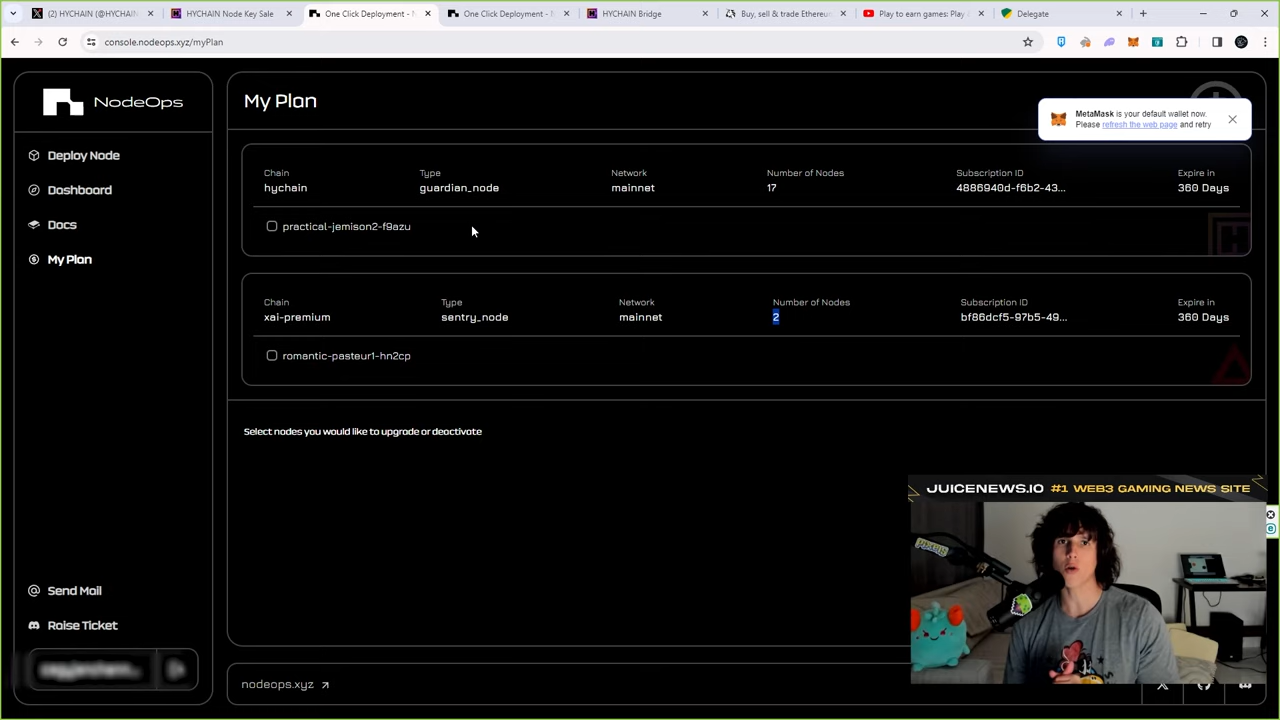 (2) HYCHAIN (@HYCHAIN
HYCHAIN Node Key Sale
One Click Deployment - N
One Click Deployment - N
HYCHAIN Bridge
Buy, sell & trade Ethereu
Play to earn games: Play
Delegate
console.nodeops.xyz/myPlan
NodeOps
My Plan
MetaMask is your default wallet now.
Please refresh the web page and retry
Deploy Node
Dashboard
Docs
My Plan
Chain Type Network Number of Nodes Subscription ID Expire in
hychain guardian_node mainnet 17 4886940d-f6b2-43... 360 Days
practical-jemison2-f9azu
Chain Type Network Number of Nodes Subscription ID Expire in
xai-premium sentry_node mainnet 2 bf86dcf5-97b5-49... 360 Days
romantic-pasteur1-hn2cp
Select nodes you would like to upgrade or deactivate
JUICENEWS.IO #1 WEB3 GAMING NEWS SITE
Send Mail
Raise Ticket
nodeops.xyz